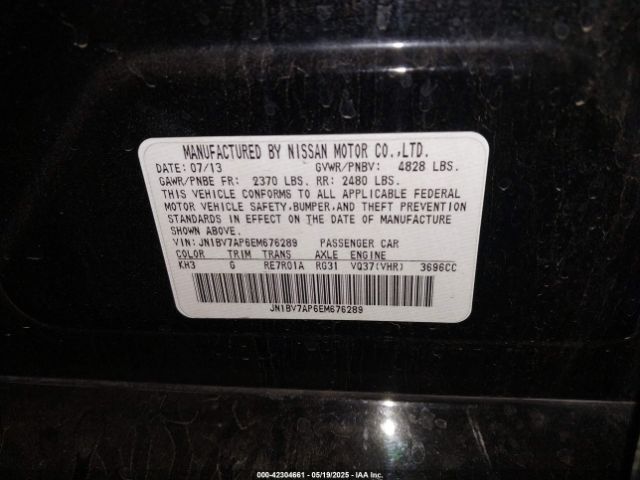 MANUFACTURED BY NISSAN MOTOR CO.,LTD.
DATE: 07/13 GVWR/PNBV: 4828 LBS.
GAWR/PNBE FR: 2370 LBS. RR: 2480 LBS.
THIS VEHICLE CONFORMS TO ALL APPLICABLE FEDERAL
MOTOR VEHICLE SAFETY,BUMPER,AND THEFT PREVENTION
STANDARDS IN EFFECT ON THE DATE OF MANUFACTURE
SHOWN ABOVE.
VIN: JN1BV7AP6EM676289 PASSENGER CAR
COLOR TRIM TRANS AXLE ENGINE
KH3 G RE7R01A RG31 VQ37(VHR) 3696CC
JN1BV7AP6EM676289
000-42304661 — 05/19/2025 — IAA Inc.